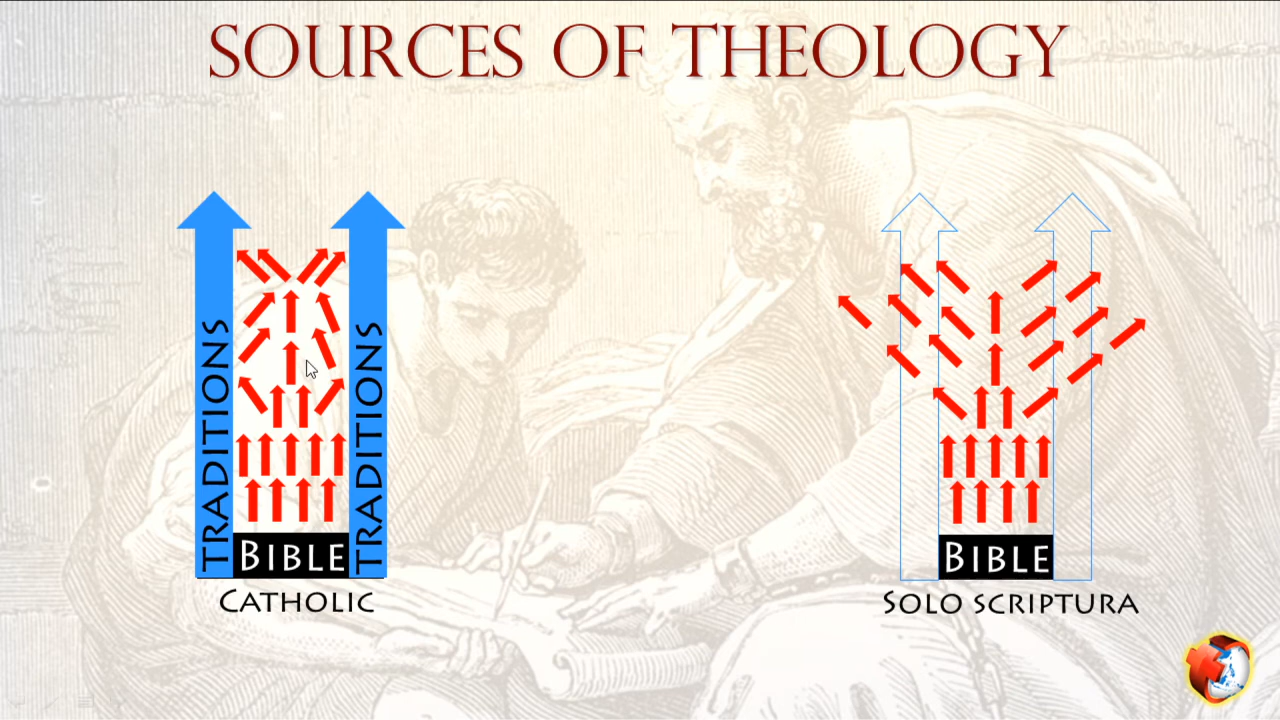 SOURCES OF THEOLOGY
TRADITIONS
TRADITIONS
BIBLE
CATHOLIC
BIBLE
SOLO SCRIPTURA